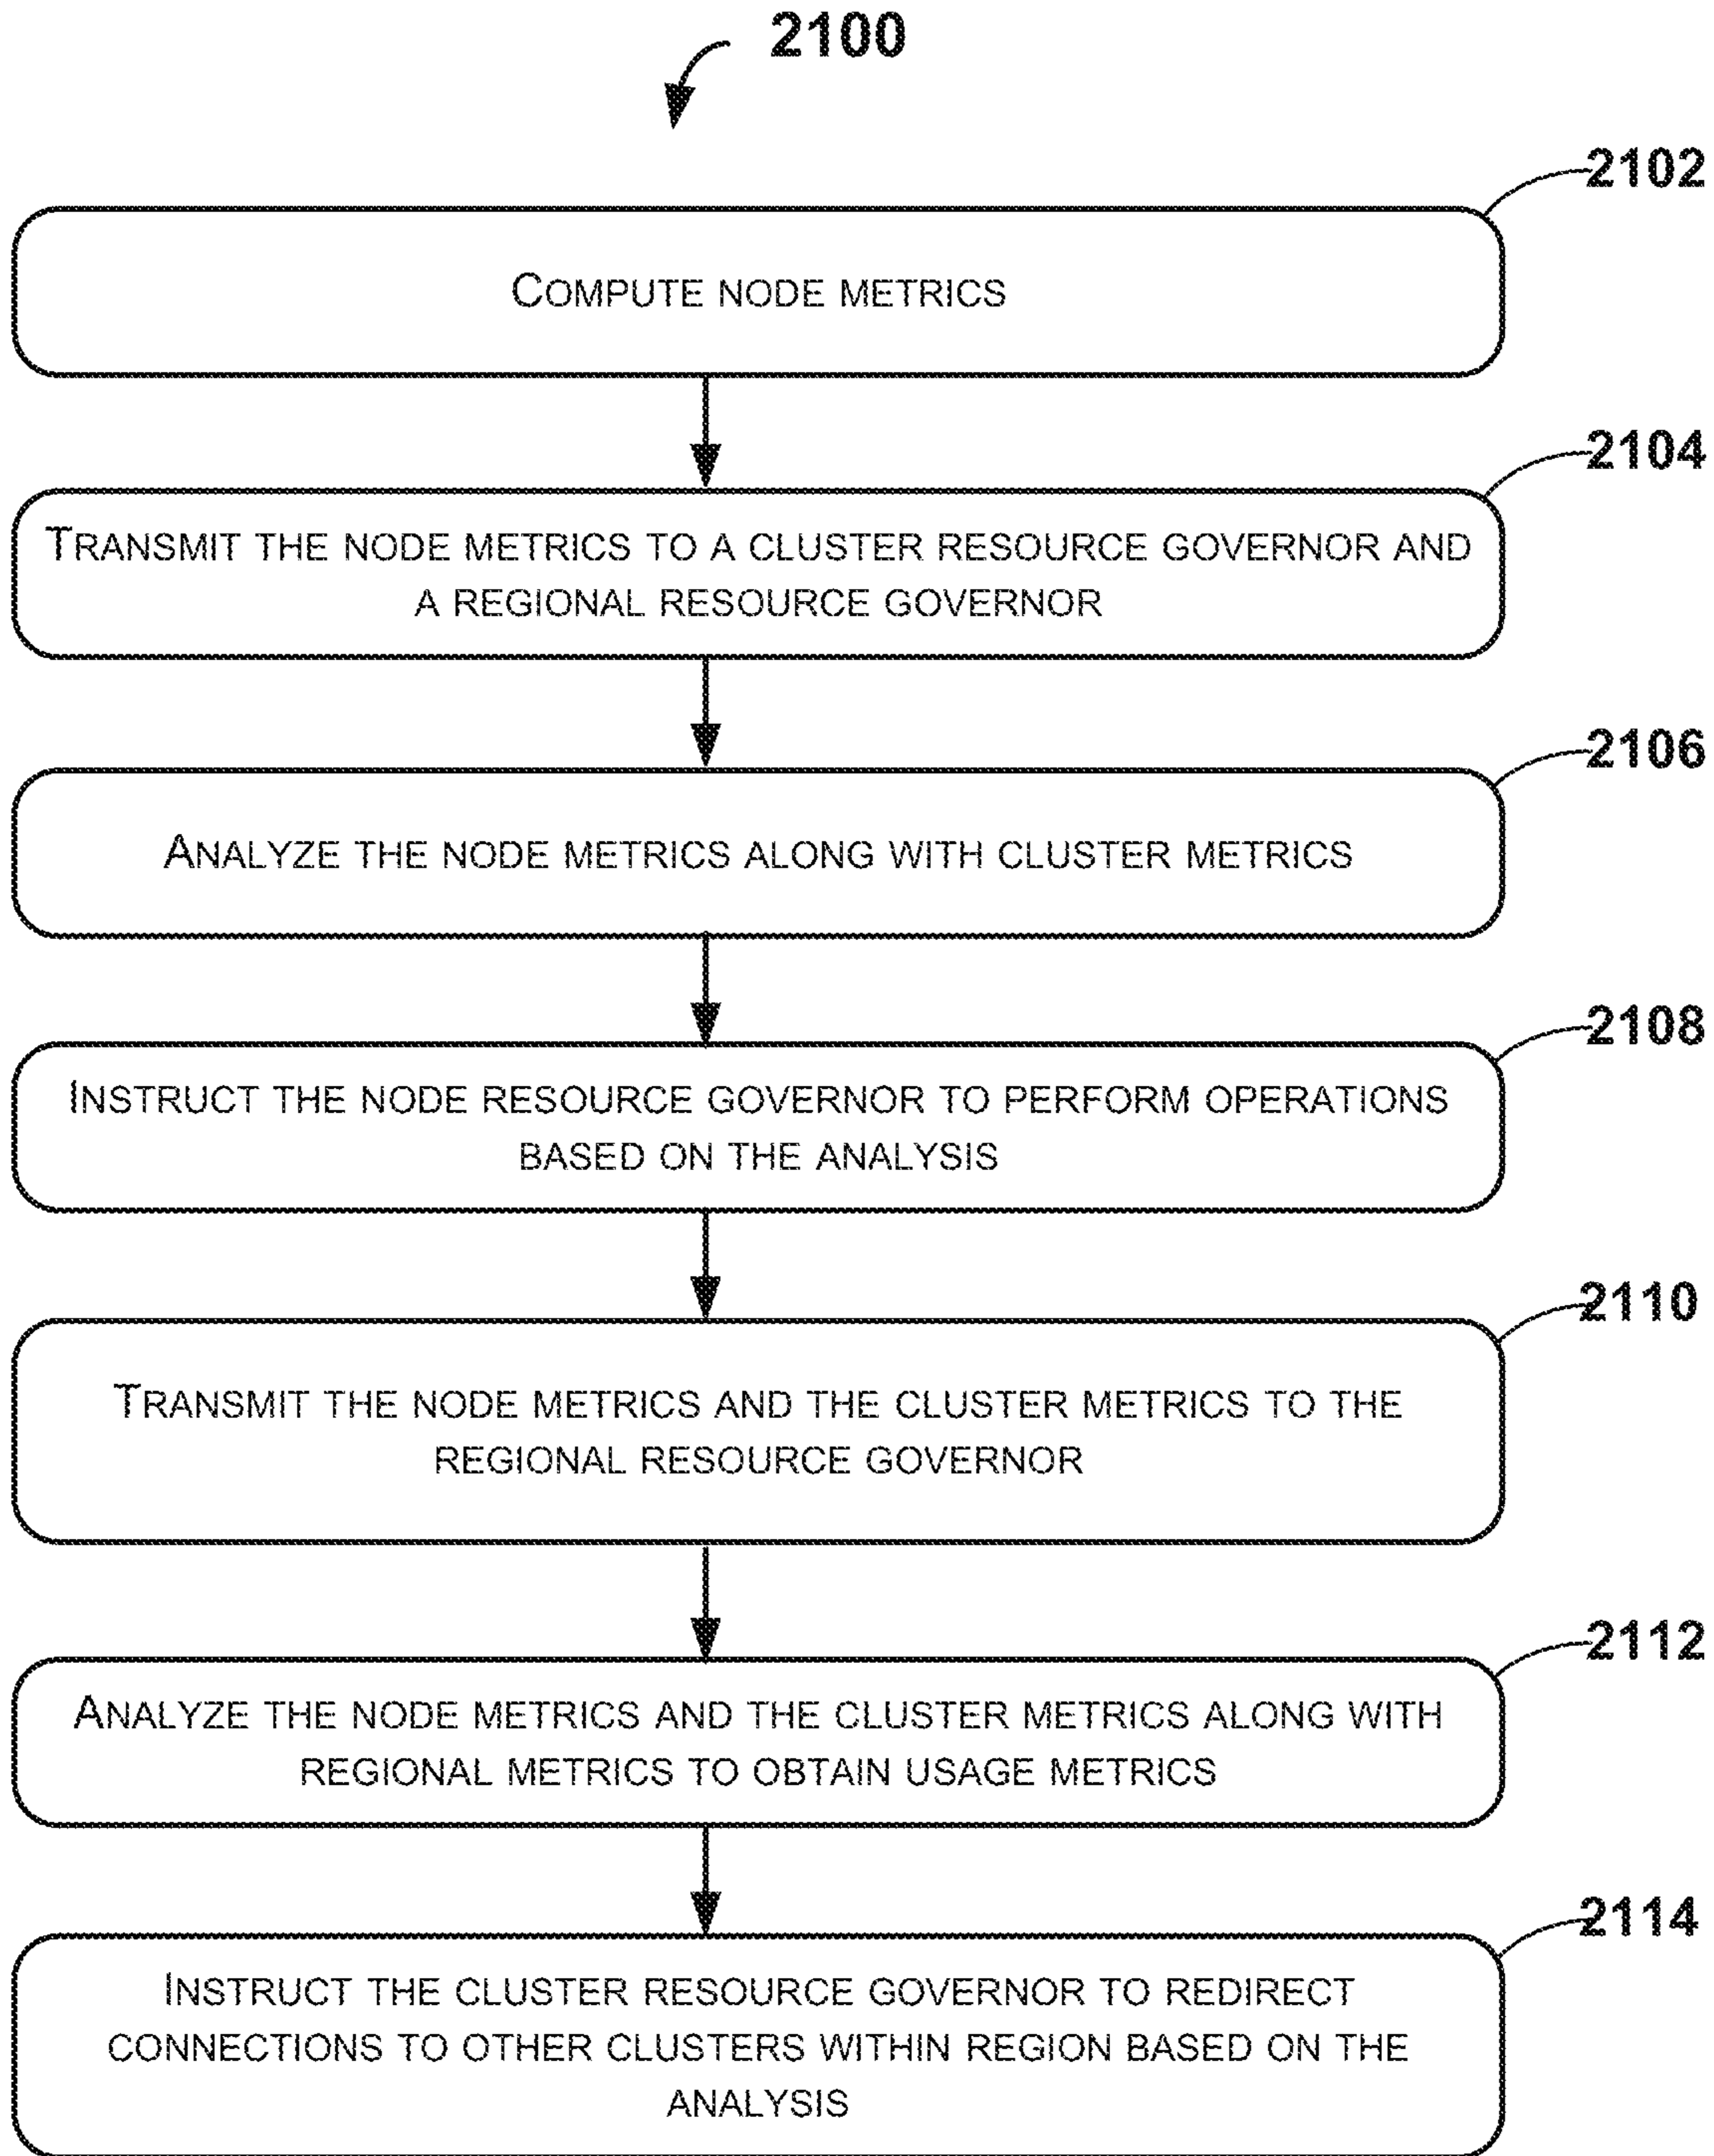 2100
2102
COMPUTE NODE METRICS
2104
TRANSMIT THE NODE METRICS TO A CLUSTER RESOURCE GOVERNOR AND
A REGIONAL RESOURCE GOVERNOR
2106
ANALYZE THE NODE METRICS ALONG WITH CLUSTER METRICS
2108
INSTRUCT THE NODE RESOURCE GOVERNOR TO PERFORM OPERATIONS
BASED ON THE ANALYSIS
2110
TRANSMIT THE NODE METRICS AND THE CLUSTER METRICS TO THE
REGIONAL RESOURCE GOVERNOR
2112
ANALYZE THE NODE METRICS AND THE CLUSTER METRICS ALONG WITH
REGIONAL METRICS TO OBTAIN USAGE METRICS
2114
INSTRUCT THE CLUSTER RESOURCE GOVERNOR TO REDIRECT
CONNECTIONS TO OTHER CLUSTERS WITHIN REGION BASED ON THE
ANALYSIS